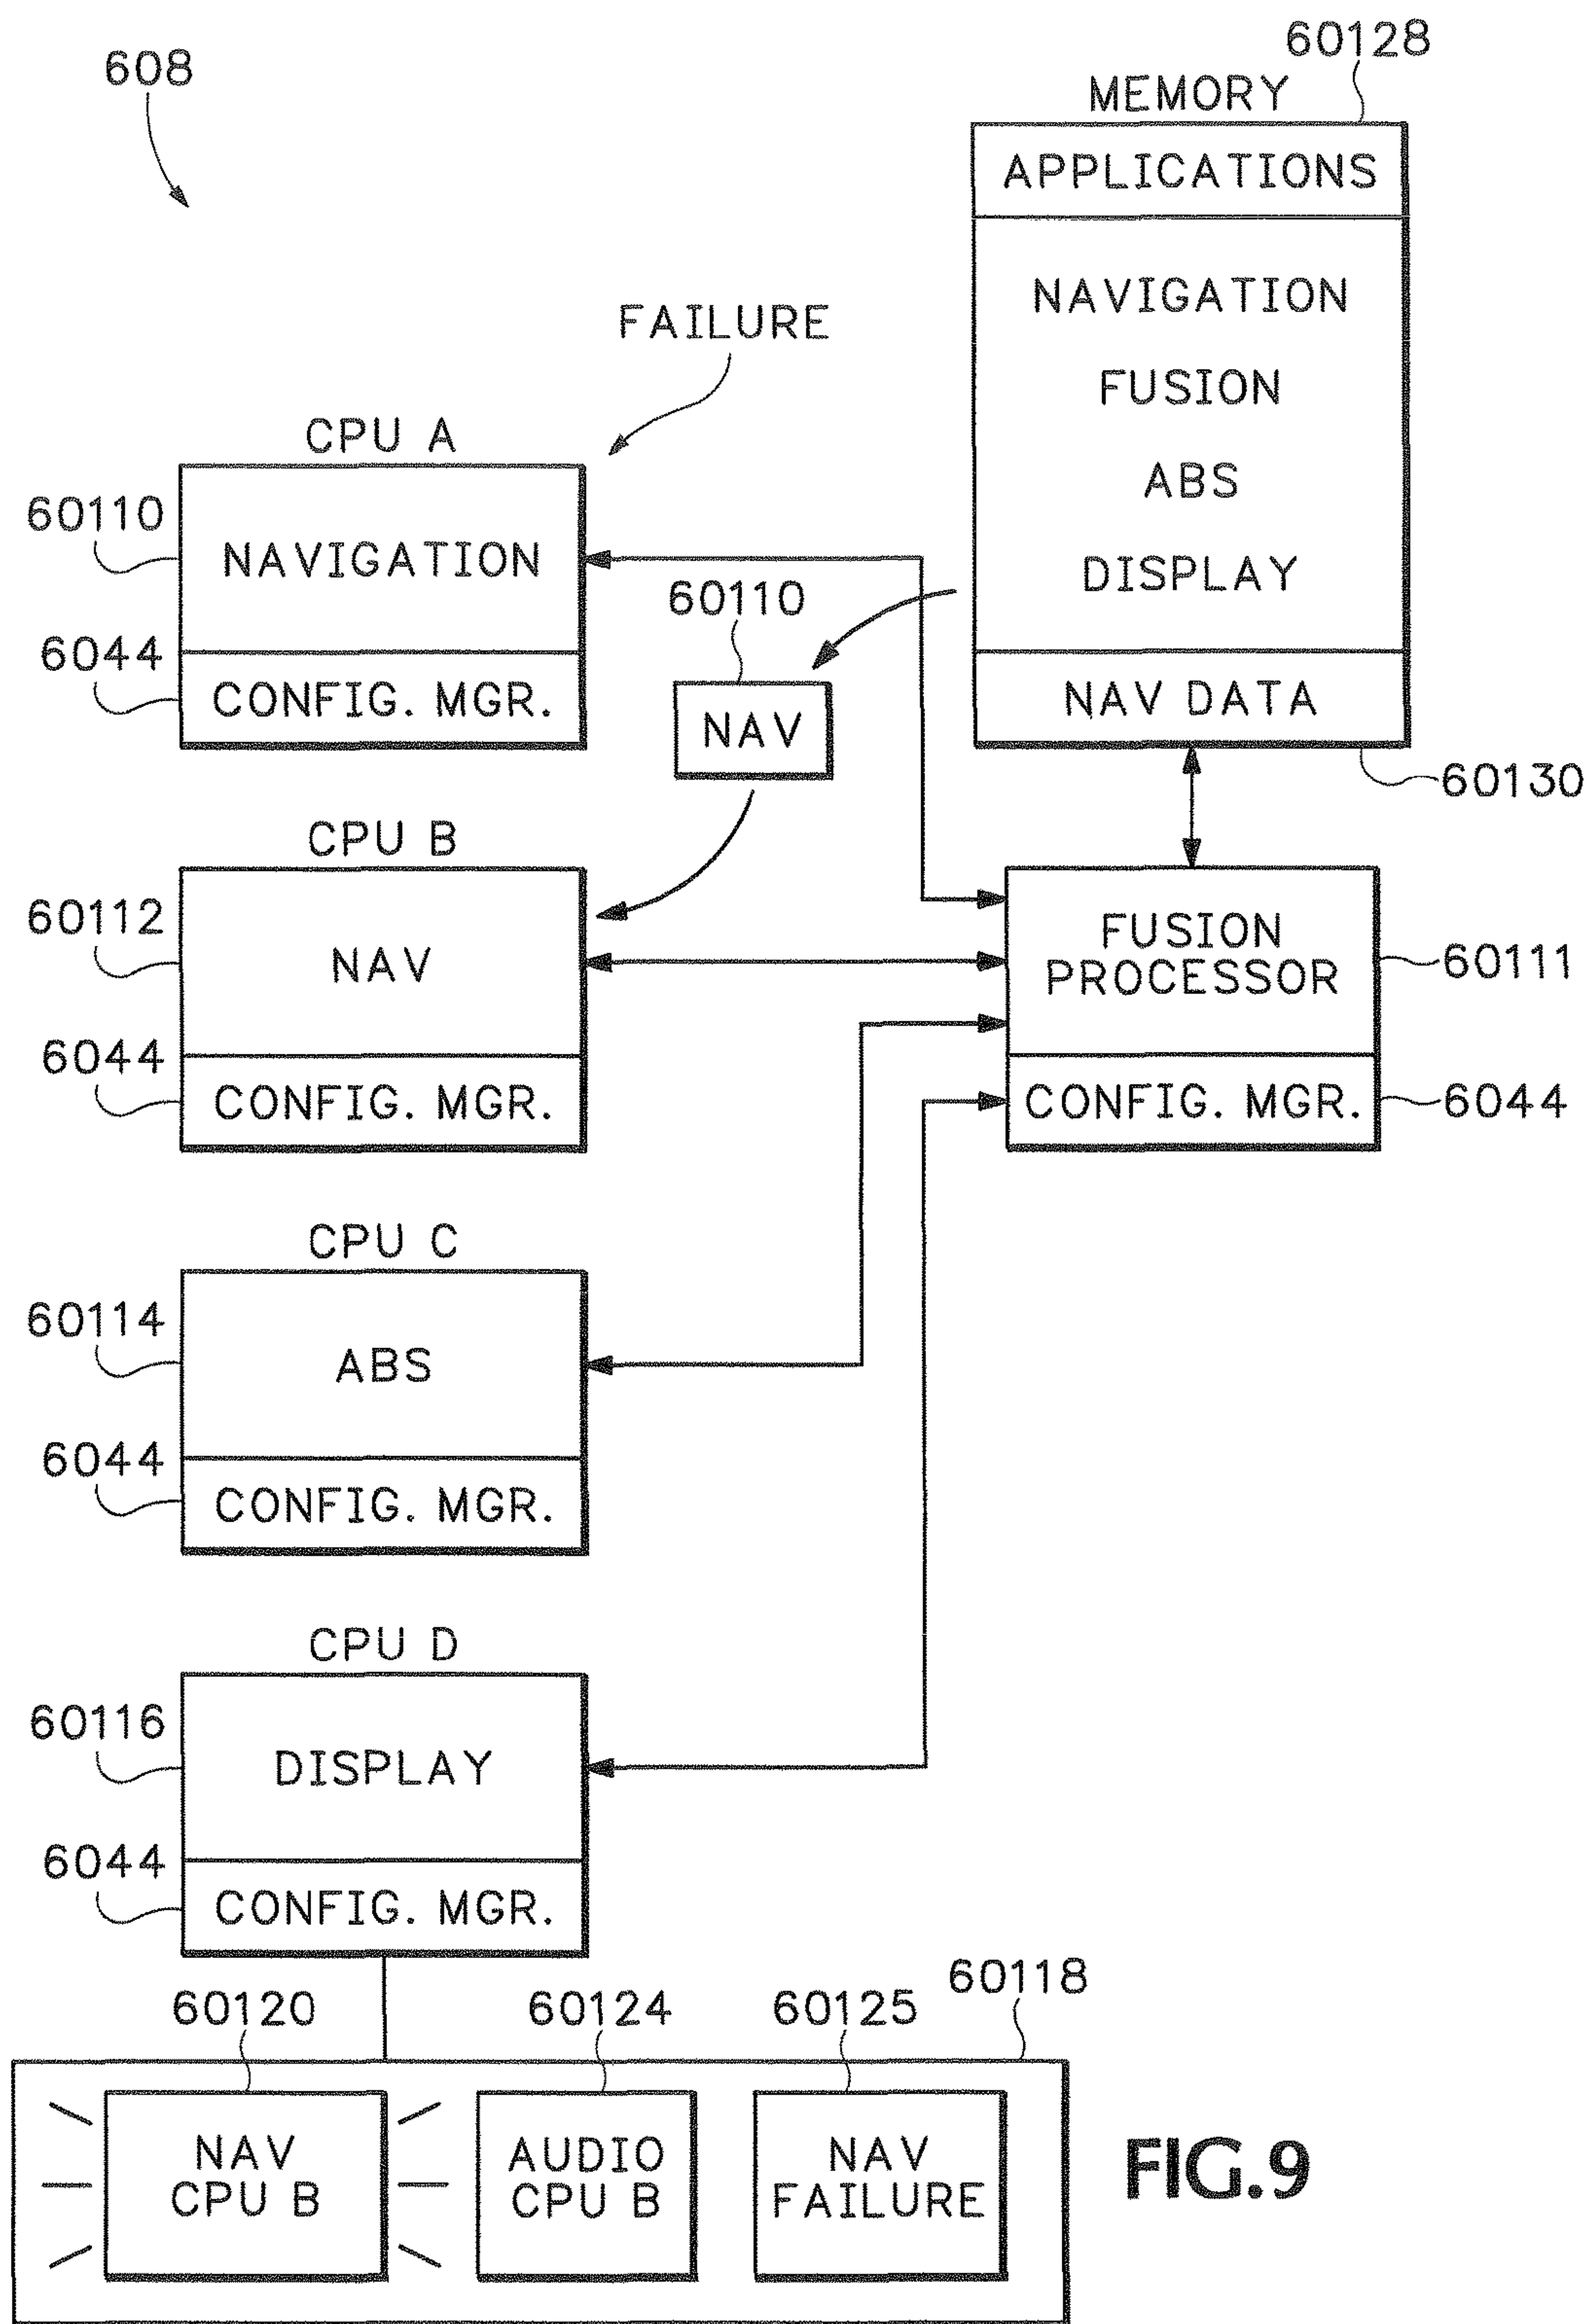 608
60128
MEMORY
APPLICATIONS
NAVIGATION
FUSION
ABS
DISPLAY
NAV DATA
60130
FAILURE
CPU A
60110
NAVIGATION
6044
CONFIG. MGR.
60110
NAV
CPU B
60112
NAV
6044
CONFIG. MGR.
FUSION
PROCESSOR
60111
CONFIG. MGR.
6044
CPU C
60114
ABS
6044
CONFIG. MGR.
CPU D
60116
DISPLAY
6044
CONFIG. MGR.
60118
60120
60124
60125
NAV
CPU B
AUDIO
CPU B
NAV
FAILURE
FIG.9